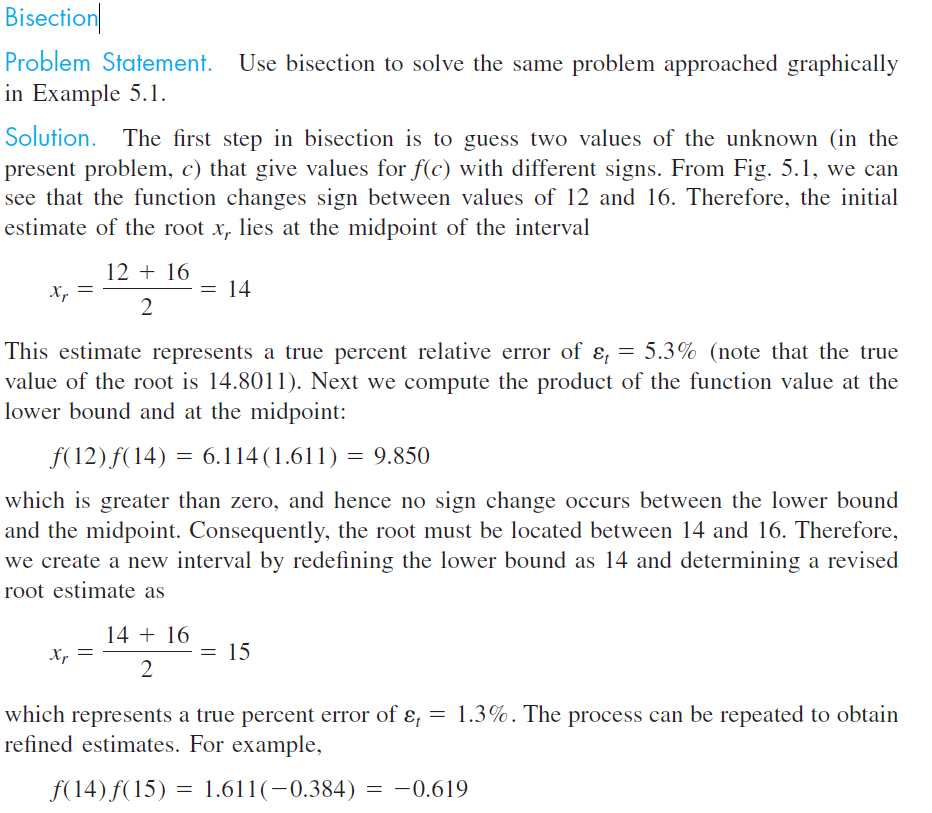 Bisection
Problem Statement. Use bisection to solve the same problem approached graphically
in Example 5.1.
Solution. The first step in bisection is to guess two values of the unknown (in the
present problem, c) that give values for f(c) with different signs. From Fig. 5.1, we can
see that the function changes sign between values of 12 and 16. Therefore, the initial
estimate of the root xᵣ lies at the midpoint of the interval
xᵣ = (12 + 16)/2 = 14
This estimate represents a true percent relative error of εₜ = 5.3% (note that the true
value of the root is 14.8011). Next we compute the product of the function value at the
lower bound and at the midpoint:
f(12)f(14) = 6.114(1.611) = 9.850
which is greater than zero, and hence no sign change occurs between the lower bound
and the midpoint. Consequently, the root must be located between 14 and 16. Therefore,
we create a new interval by redefining the lower bound as 14 and determining a revised
root estimate as
xᵣ = (14 + 16)/2 = 15
which represents a true percent error of εₜ = 1.3%. The process can be repeated to obtain
refined estimates. For example,
f(14)f(15) = 1.611(−0.384) = −0.619